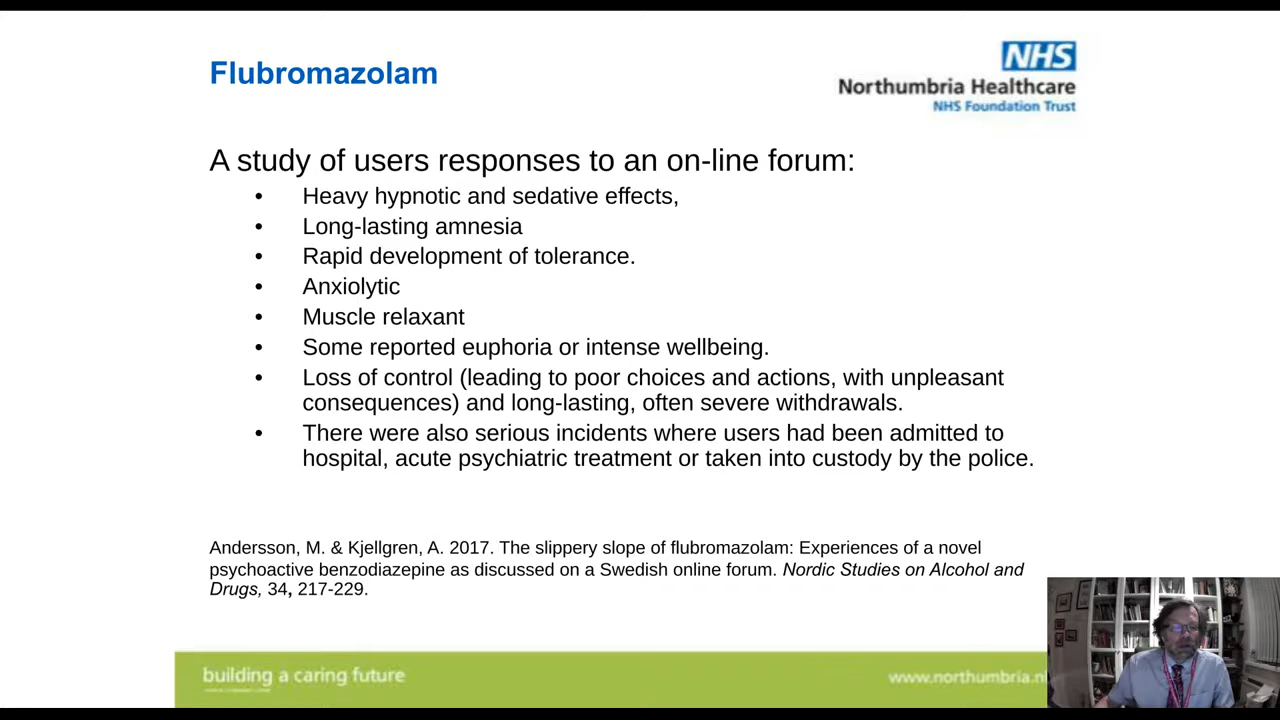 Flubromazolam
NHS
Northumbria Healthcare
NHS Foundation Trust
A study of users responses to an on-line forum:
• Heavy hypnotic and sedative effects,
• Long-lasting amnesia
• Rapid development of tolerance.
• Anxiolytic
• Muscle relaxant
• Some reported euphoria or intense wellbeing.
• Loss of control (leading to poor choices and actions, with unpleasant
consequences) and long-lasting, often severe withdrawals.
• There were also serious incidents where users had been admitted to
hospital, acute psychiatric treatment or taken into custody by the police.
Andersson, M. & Kjellgren, A. 2017. The slippery slope of flubromazolam: Experiences of a novel
psychoactive benzodiazepine as discussed on a Swedish online forum. Nordic Studies on Alcohol and
Drugs, 34, 217-229.
building a caring future
www.northumbria.n